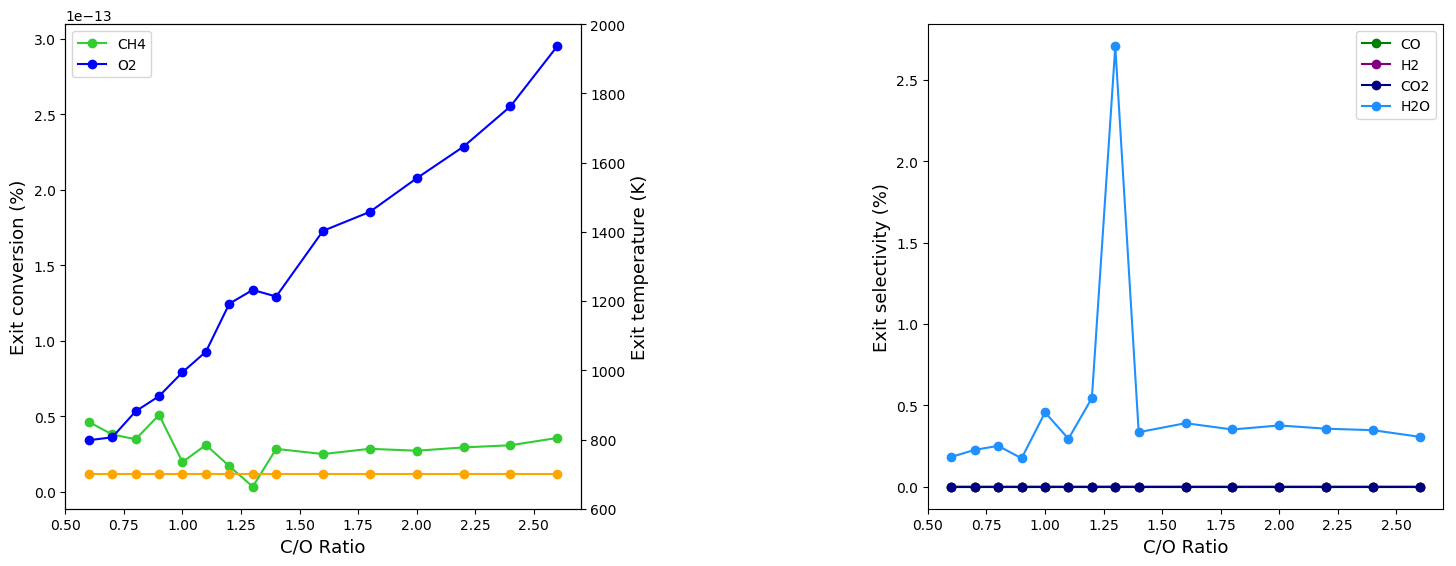 1e−13
3.0
2.5
2.0
1.5
1.0
0.5
0.0
Exit conversion (%)
CH4
O2
0.50 0.75 1.00 1.25 1.50 1.75 2.00 2.25 2.50
C/O Ratio
2000
1800
1600
1400
1200
1000
800
600
Exit temperature (K)
2.5
2.0
1.5
1.0
0.5
0.0
Exit selectivity (%)
CO
H2
CO2
H2O
0.50 0.75 1.00 1.25 1.50 1.75 2.00 2.25 2.50
C/O Ratio